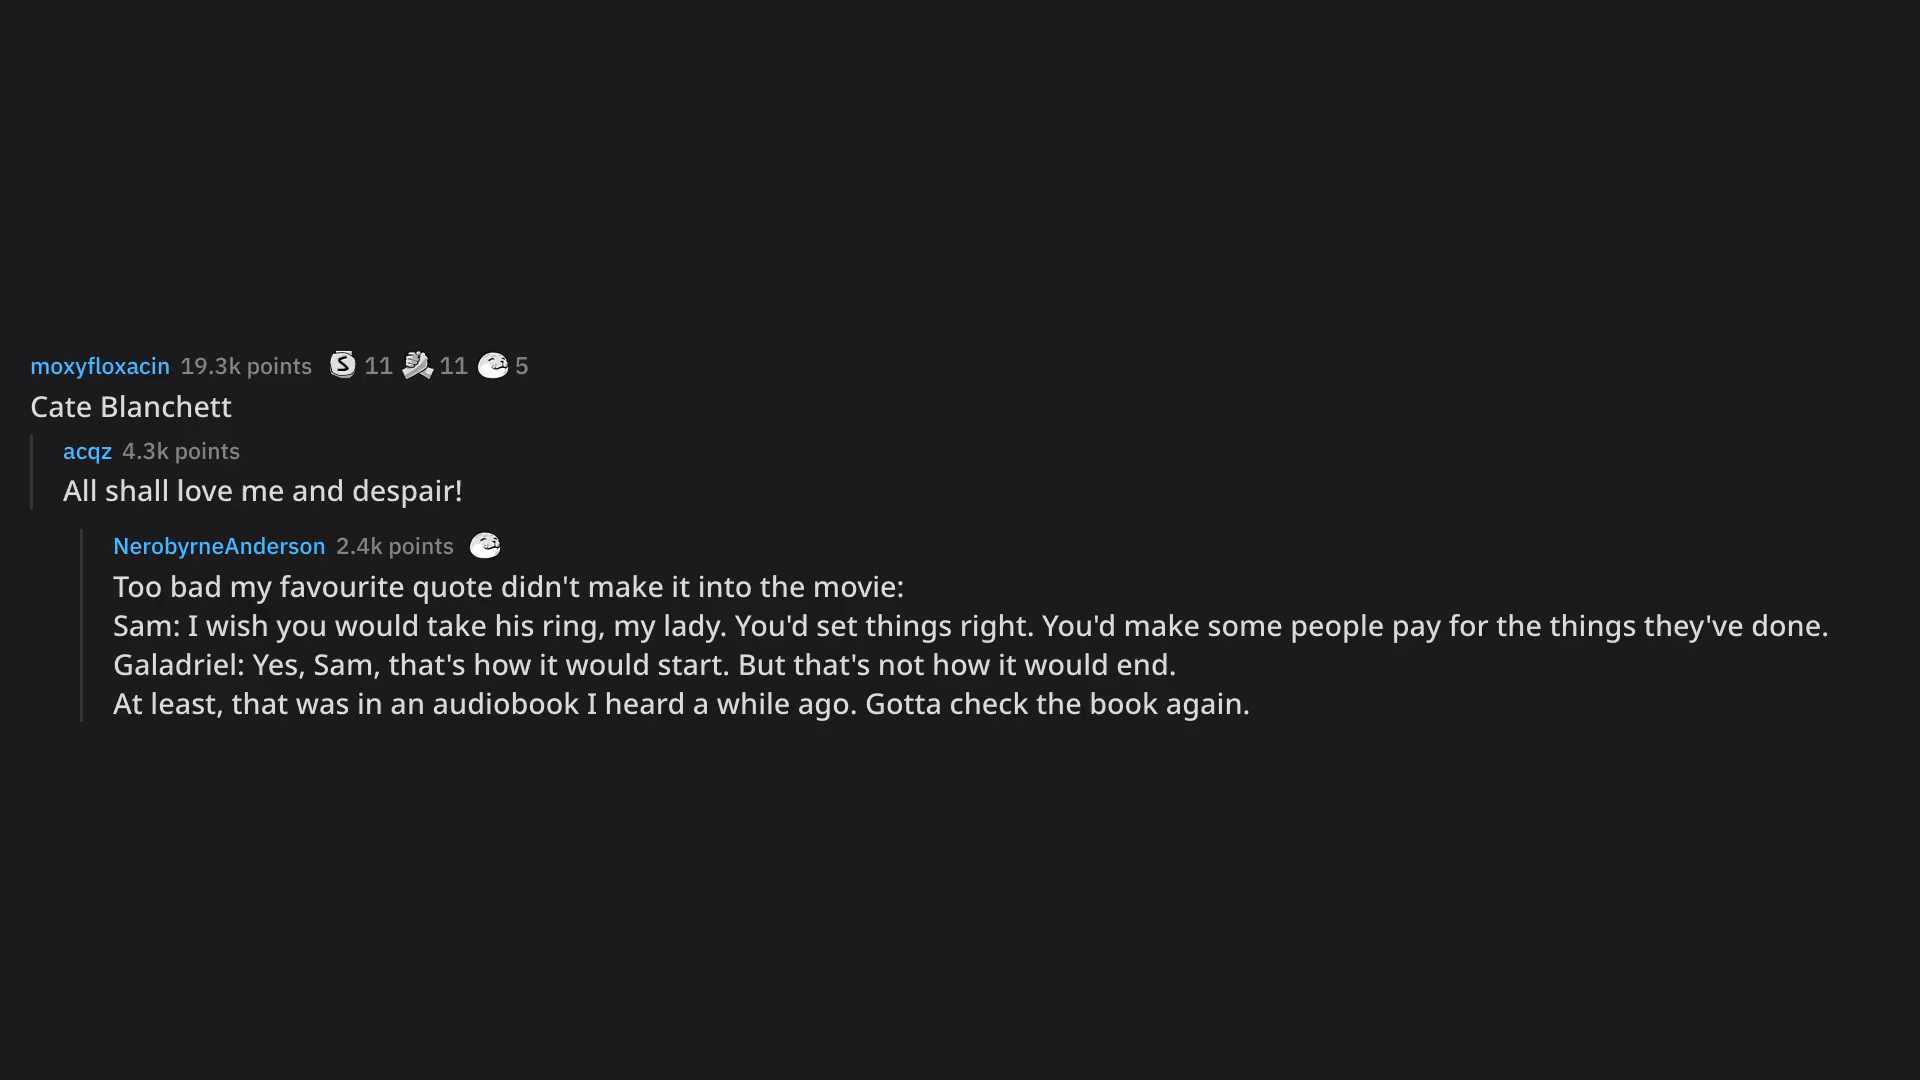 moxyfloxacin 19.3k points S 11 11 5
Cate Blanchett
acqz 4.3k points
All shall love me and despair!
NerobyrneAnderson 2.4k points
Too bad my favourite quote didn't make it into the movie:
Sam: I wish you would take his ring, my lady. You'd set things right. You'd make some people pay for the things they've done.
Galadriel: Yes, Sam, that's how it would start. But that's not how it would end.
At least, that was in an audiobook I heard a while ago. Gotta check the book again.